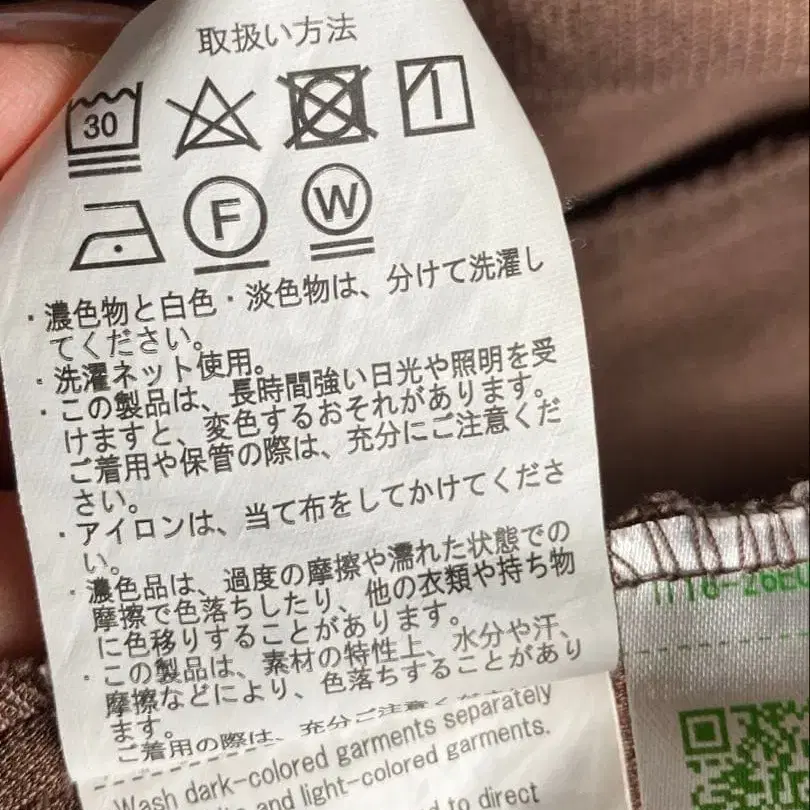 取扱い方法
30
F W
・濃色物と白色・淡色物は、分けて洗濯し
てください。
・洗濯ネット使用。
・この製品は、長時間強い日光や照明を受
けますと、変色するおそれがあります。
ご着用や保管の際は、充分にご注意くだ
さい。
・アイロンは、当て布をしてかけてくださ
い。
・濃色品は、過度の摩擦や濡れた状態での
摩擦で色落ちしたり、他の衣類や持ち物
に色移りすることがあります。
・この製品は、素材の特性上、水分や汗、
摩擦などにより、色落ちすることがあり
ます。
ご着用の際は、充分ご注意くだ
Wash dark-colored garments separately
and light-colored garments.
to direct